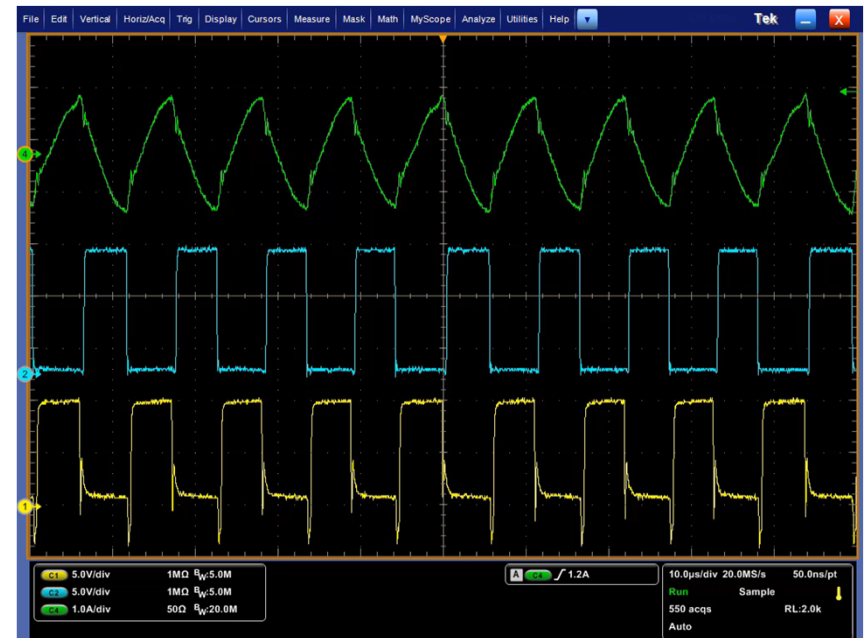 File Edit Vertical Horiz/Acq Trig Display Cursors Measure Mask Math MyScope Analyze Utilities Help Tek X
4
2
1
C1 5.0V/div 1MΩ BW:5.0M
C2 5.0V/div 1MΩ BW:5.0M
C4 1.0A/div 50Ω BW:20.0M
A C4 1.2A
10.0µs/div 20.0MS/s 50.0ns/pt
Run Sample
550 acqs RL:2.0k
Auto